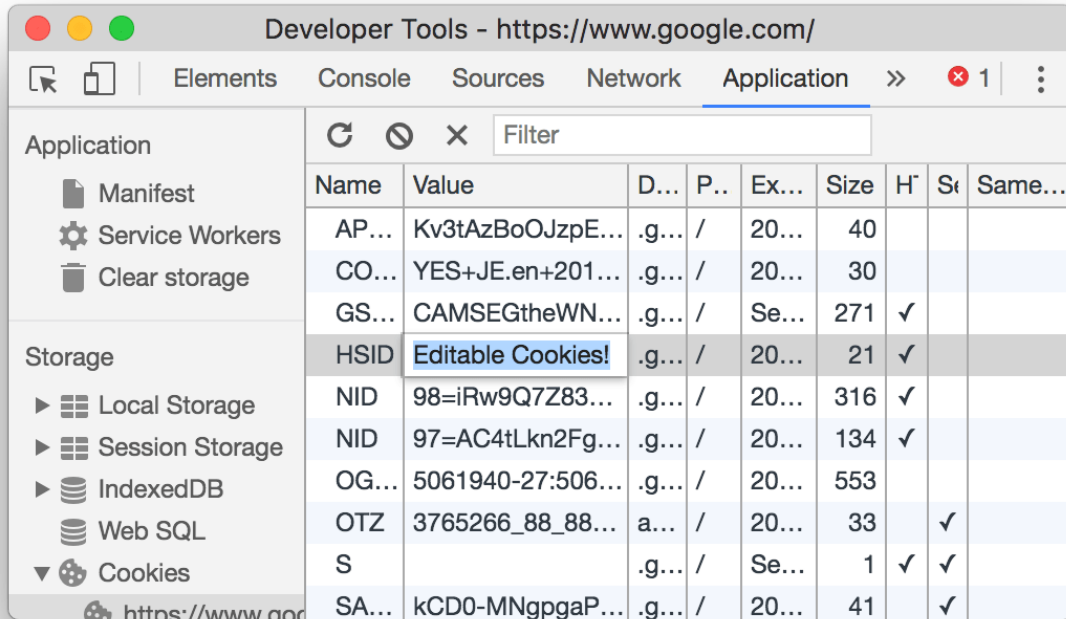 Developer Tools - https://www.google.com/
Elements Console Sources Network Application » 1
Application
Manifest
Service Workers
Clear storage
Storage
Local Storage
Session Storage
IndexedDB
Web SQL
Cookies
https://www.goo
Filter
Name Value D... P.. Ex... Size H Se Same...
AP... Kv3tAzBoOJzpE... .g... / 20... 40
CO... YES+JE.en+201... .g... / 20... 30
GS... CAMSEGtheWN... .g... / Se... 271 ✓
HSID Editable Cookies! .g... / 20... 21 ✓
NID 98=iRw9Q7Z83... .g... / 20... 316 ✓
NID 97=AC4tLkn2Fg... .g... / 20... 134 ✓
OG... 5061940-27:506... .g... / 20... 553
OTZ 3765266_88_88... a... / 20... 33 ✓
S .g... / Se... 1 ✓ ✓
SA... kCD0-MNgpgaP... .g... / 20... 41 ✓